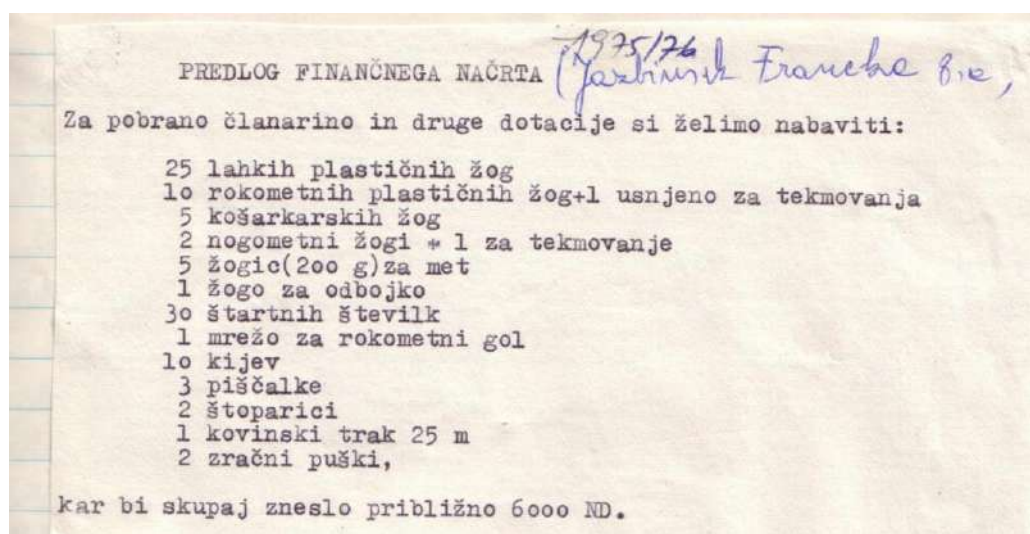 1975/76
PREDLOG FINANČNEGA NAČRTA (Jazbinšek Francka 8.c,
Za pobrano članarino in druge dotacije si želimo nabaviti:
25 lahkih plastičnih žog
1o rokometnih plastičnih žog+1 usnjeno za tekmovanja
5 košarkarskih žog
2 nogometni žogi + 1 za tekmovanje
5 žogic(2oo g)za met
1 žogo za odbojko
3o štartnih številk
1 mrežo za rokometni gol
1o kijev
3 piščalke
2 štoparici
1 kovinski trak 25 m
2 zračni puški,
kar bi skupaj zneslo približno 6ooo ND.